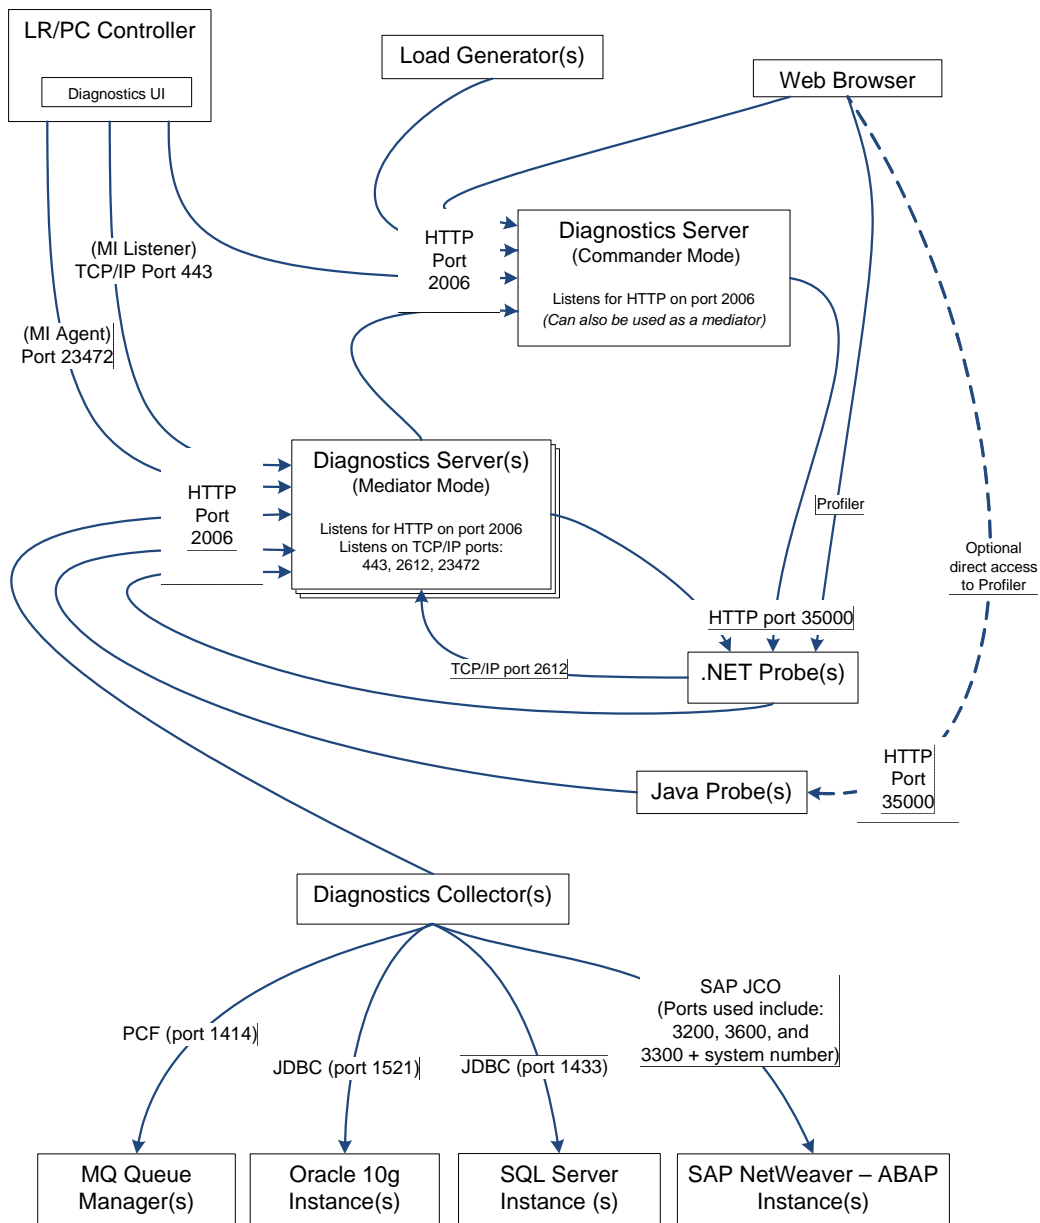 LR/PC Controller
Diagnostics UI
Load Generator(s)
Web Browser
(MI Listener)
TCP/IP Port 443
(MI Agent)
Port 23472
HTTP
Port
2006
Diagnostics Server
(Commander Mode)
Listens for HTTP on port 2006
(Can also be used as a mediator)
HTTP
Port
2006
Diagnostics Server(s)
(Mediator Mode)
Listens for HTTP on port 2006
Listens on TCP/IP ports:
443, 2612, 23472
Profiler
Optional
direct access
to Profiler
HTTP port 35000
TCP/IP port 2612
.NET Probe(s)
Java Probe(s)
HTTP
Port
35000
Diagnostics Collector(s)
PCF (port 1414)
JDBC (port 1521)
JDBC (port 1433)
SAP JCO
(Ports used include:
3200, 3600, and
3300 + system number)
MQ Queue
Manager(s)
Oracle 10g
Instance(s)
SQL Server
Instance (s)
SAP NetWeaver – ABAP
Instance(s)